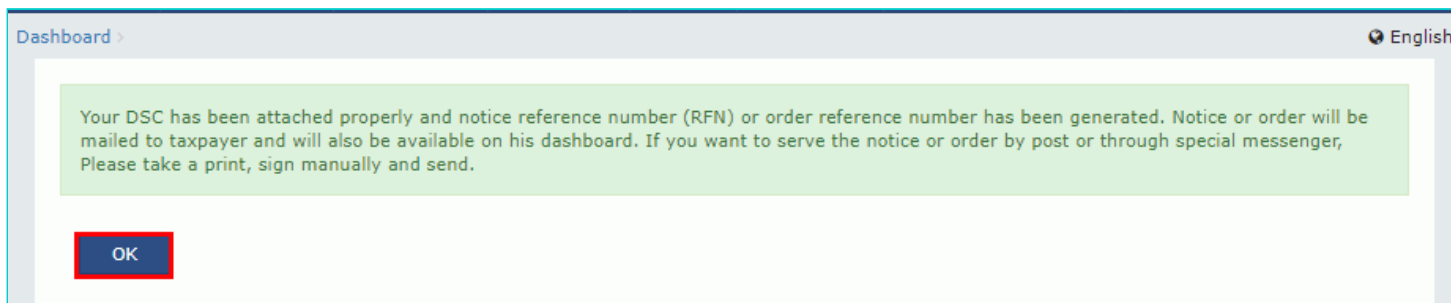 Dashboard >
English
Your DSC has been attached properly and notice reference number (RFN) or order reference number has been generated. Notice or order will be
mailed to taxpayer and will also be available on his dashboard. If you want to serve the notice or order by post or through special messenger,
Please take a print, sign manually and send.
OK